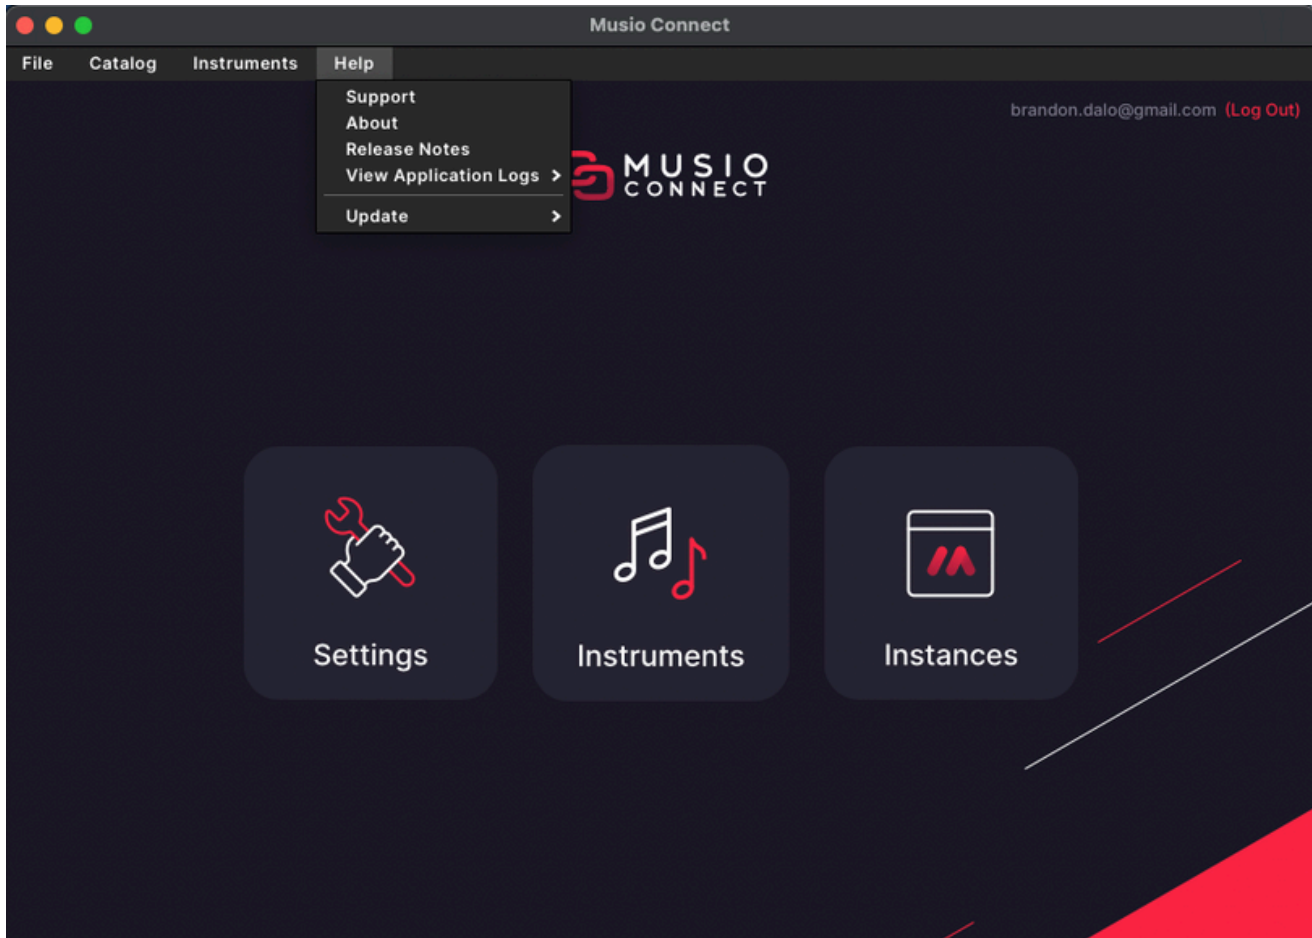 Musio Connect
File Catalog Instruments Help
Support
About
Release Notes
View Application Logs
Update
brandon.dalo@gmail.com (Log Out)
MUSIO
CONNECT
Settings Instruments Instances